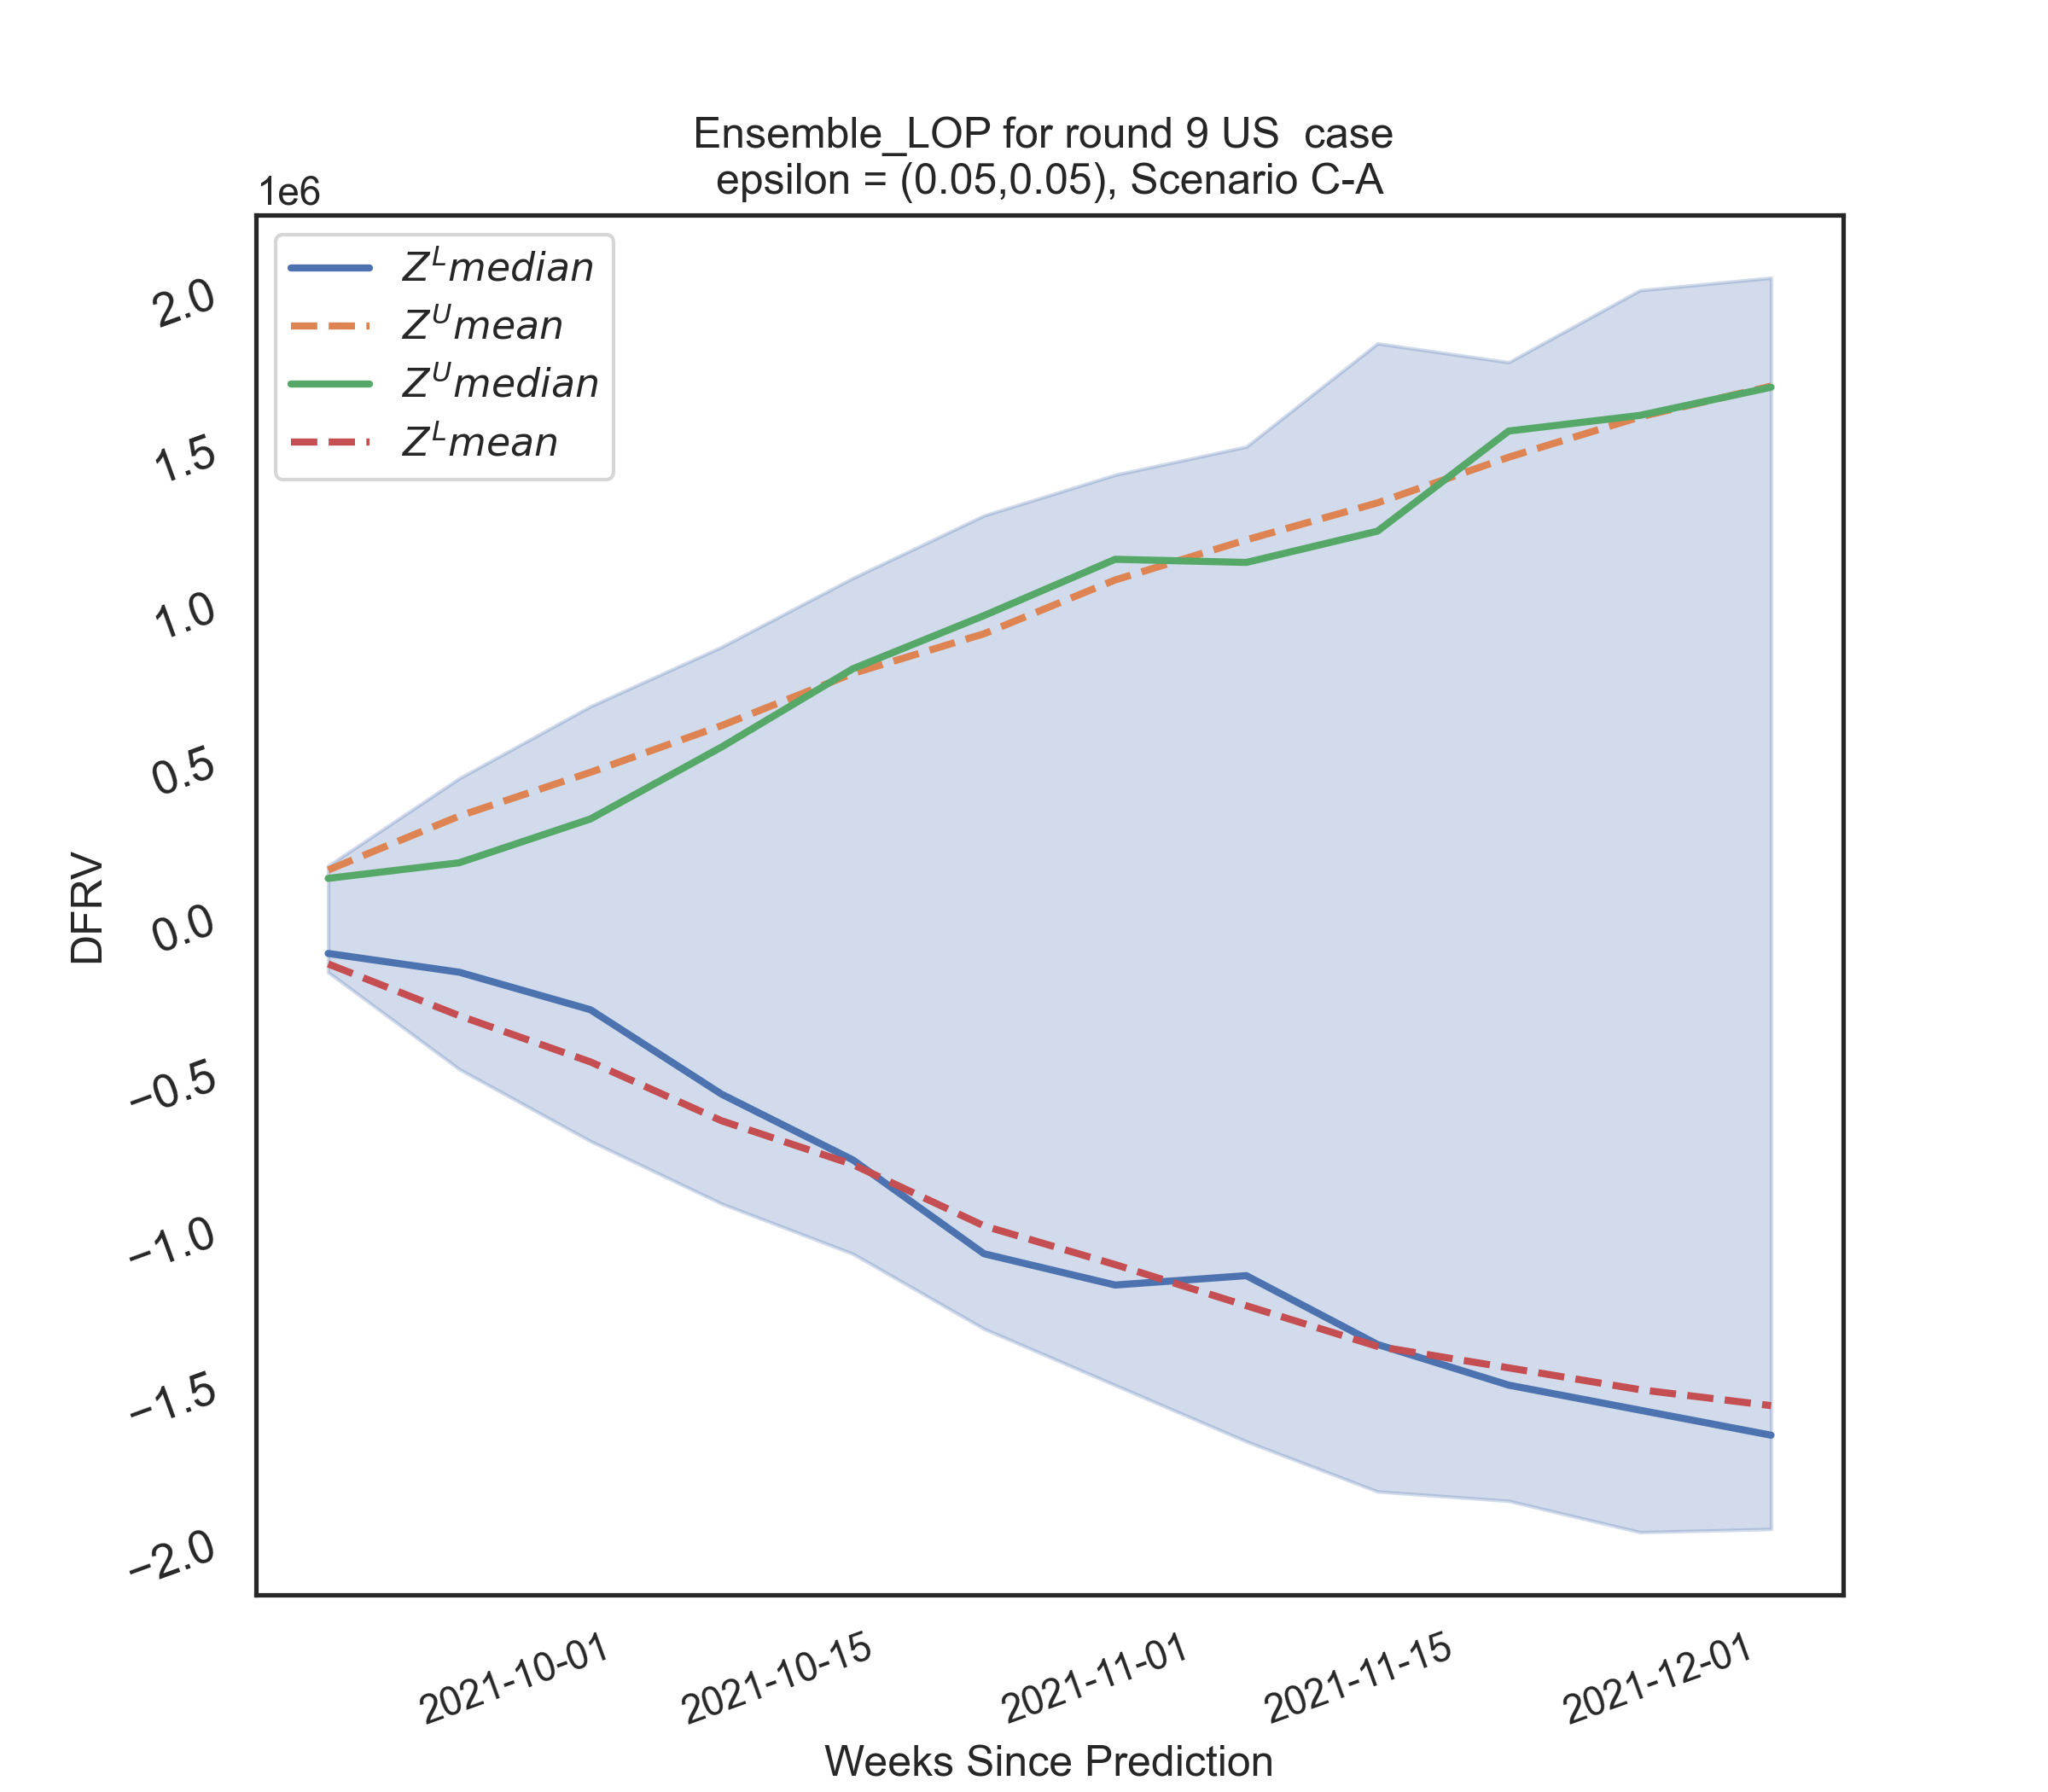 Ensemble_LOP for round 9 US  case
epsilon = (0.05,0.05), Scenario C-A
1e6
Z^L median
Z^U mean
Z^U median
Z^L mean
2.0
1.5
1.0
0.5
0.0
−0.5
−1.0
−1.5
−2.0
DFRV
2021-10-01
2021-10-15
2021-11-01
2021-11-15
2021-12-01
Weeks Since Prediction